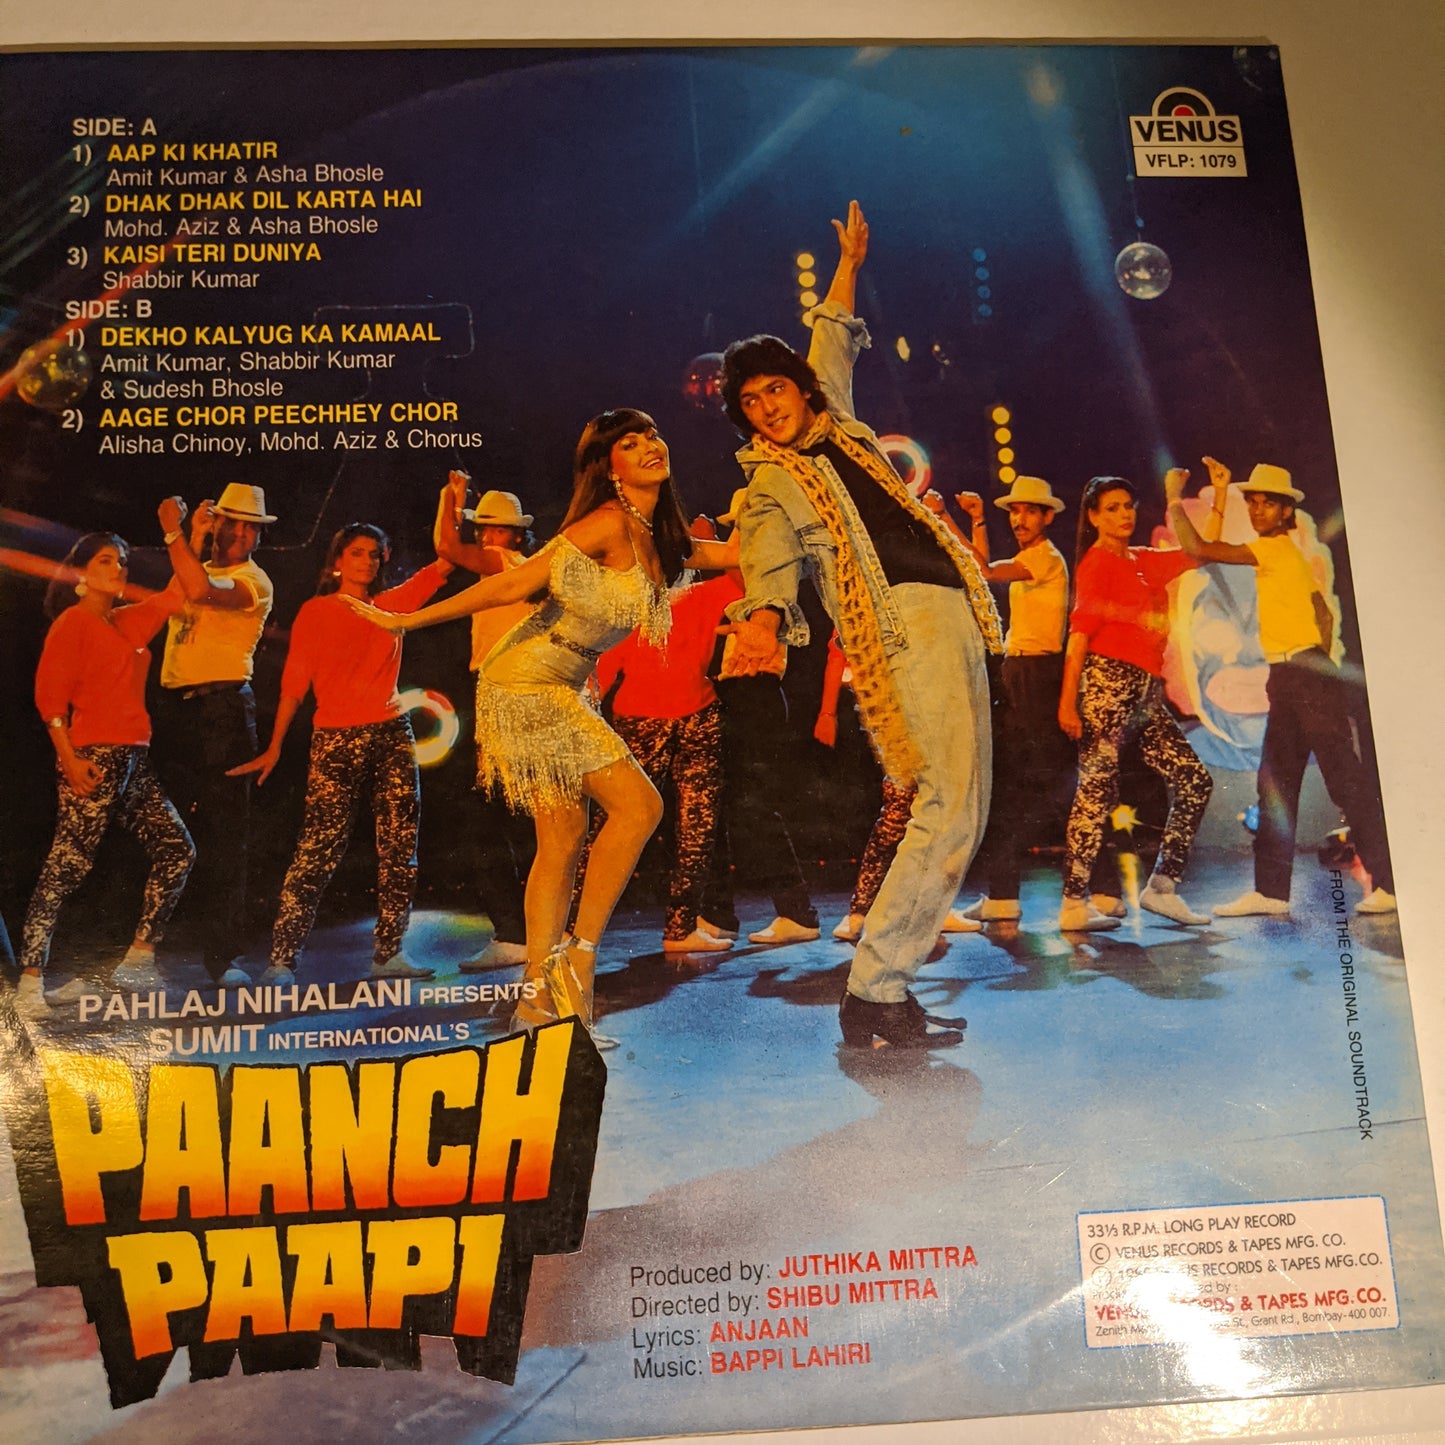 SIDE: A
1) AAP KI KHATIR
Amit Kumar & Asha Bhosle
2) DHAK DHAK DIL KARTA HAI
Mohd. Aziz & Asha Bhosle
3) KAISI TERI DUNIYA
Shabbir Kumar
SIDE: B
1) DEKHO KALYUG KA KAMAAL
Amit Kumar, Shabbir Kumar
& Sudesh Bhosle
2) AAGE CHOR PEECHHEY CHOR
Alisha Chinoy, Mohd. Aziz & Chorus
VENUS
VFLP: 1079
FROM THE ORIGINAL SOUNDTRACK
PAHLAJ NIHALANI PRESENTS
SUMIT INTERNATIONAL'S
PAANCH
PAAPI
Produced by: JUTHIKA MITTRA
Directed by: SHIBU MITTRA
Lyrics: ANJAAN
Music: BAPPI LAHIRI
33⅓ R.P.M. LONG PLAY RECORD
© VENUS RECORDS & TAPES MFG. CO.
RECORDS & TAPES MFG. CO.
by:
VENUS RECORDS & TAPES MFG. CO.
Zenith St., Grant Rd., Bombay-400 007.